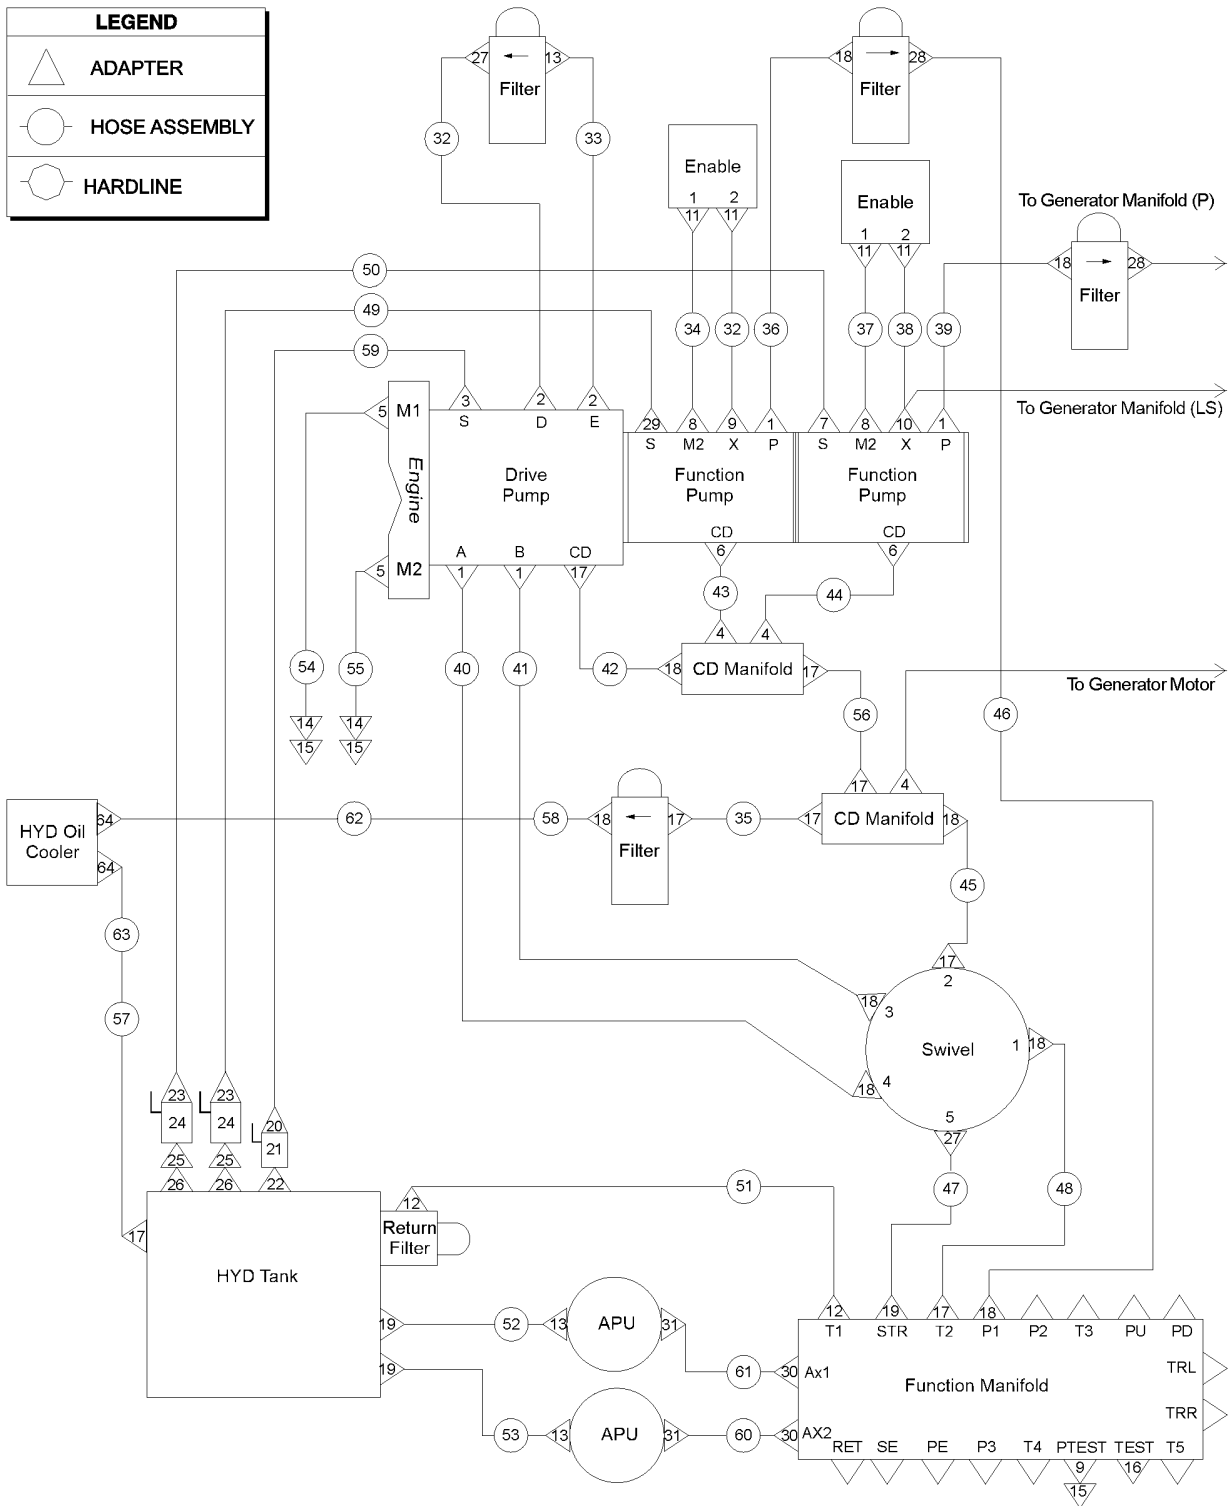 LEGEND
ADAPTER
HOSE ASSEMBLY
HARDLINE
27 13
Filter
32 33
18 28
Filter
Enable
1 2
11 11
Enable
1 2
11 11
To Generator Manifold (P)
18 28
Filter
50
49
59
34 32 36 37 38 39
To Generator Manifold (LS)
5 M1
3 2 2
S D E
29 8 9 1
S M2 X P
7 8 10 1
S M2 X P
Engine
Drive
Pump
Function
Pump
Function
Pump
CD CD
6 6
5 M2
A B CD
1 1 17
43 44
4 4
54 55 40 41 42
18 CD Manifold 17
To Generator Motor
14 14
15 15
56 46
17 4
HYD Oil
Cooler
64
64
62 58
18 17
Filter
35
17 CD Manifold 18
45
63
57
17
2
18 3
Swivel
1 18
18 4
5
27
23 23
24 24
20
21
25 25
26 26 22
51 47 48
12
Return
Filter
17
HYD Tank
19 52 13 APU 31
19 53 13 APU 31
61
60
12 19 17 18
T1 STR T2 P1 P2 T3 PU PD
30 Ax1
TRL
Function Manifold
TRR
30 AX2
RET SE PE P3 T4 PTEST TEST T5
9 16
15